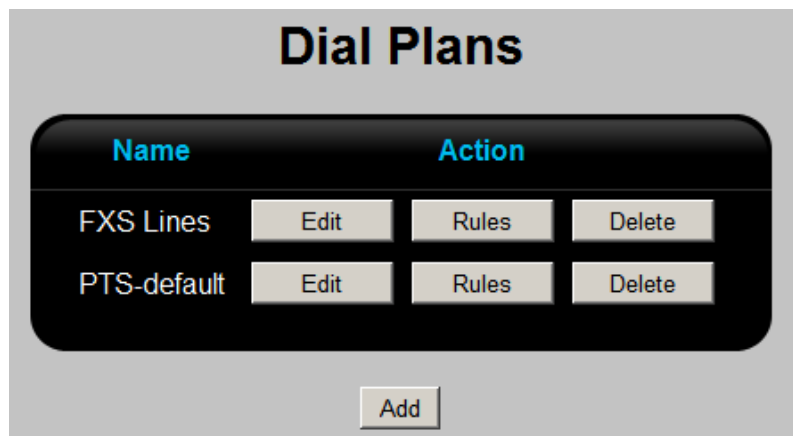 Dial Plans
Name Action
FXS Lines Edit Rules Delete
PTS-default Edit Rules Delete
Add